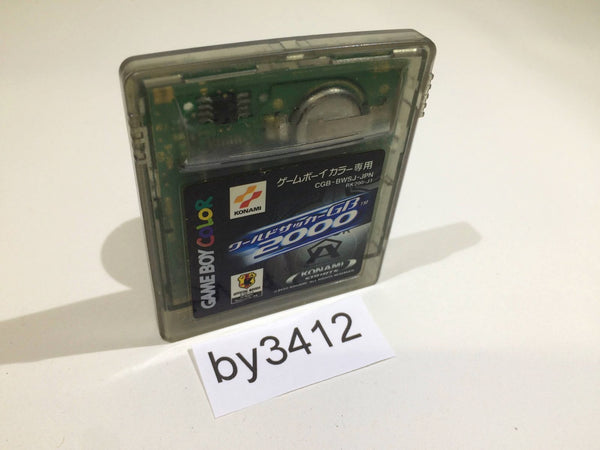 ゲームボーイカラー専用
CGB-BWSJ-JPN
KONAMI
GAME BOY COLOR
ワールドサッカーGB
2000
KONAMI
by3412